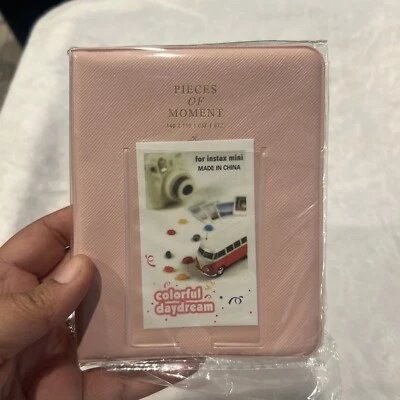 PIECES
OF
MOMENT
for instax mini
MADE IN CHINA
colorful
daydream